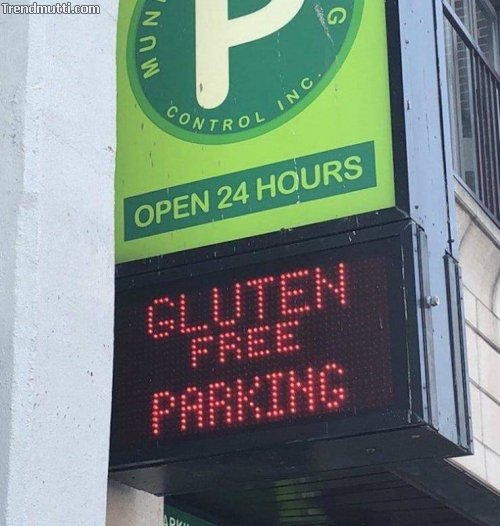 Trendmutti.com
P
CONTROL INC.
OPEN 24 HOURS
GLUTEN
FREE
PARKING